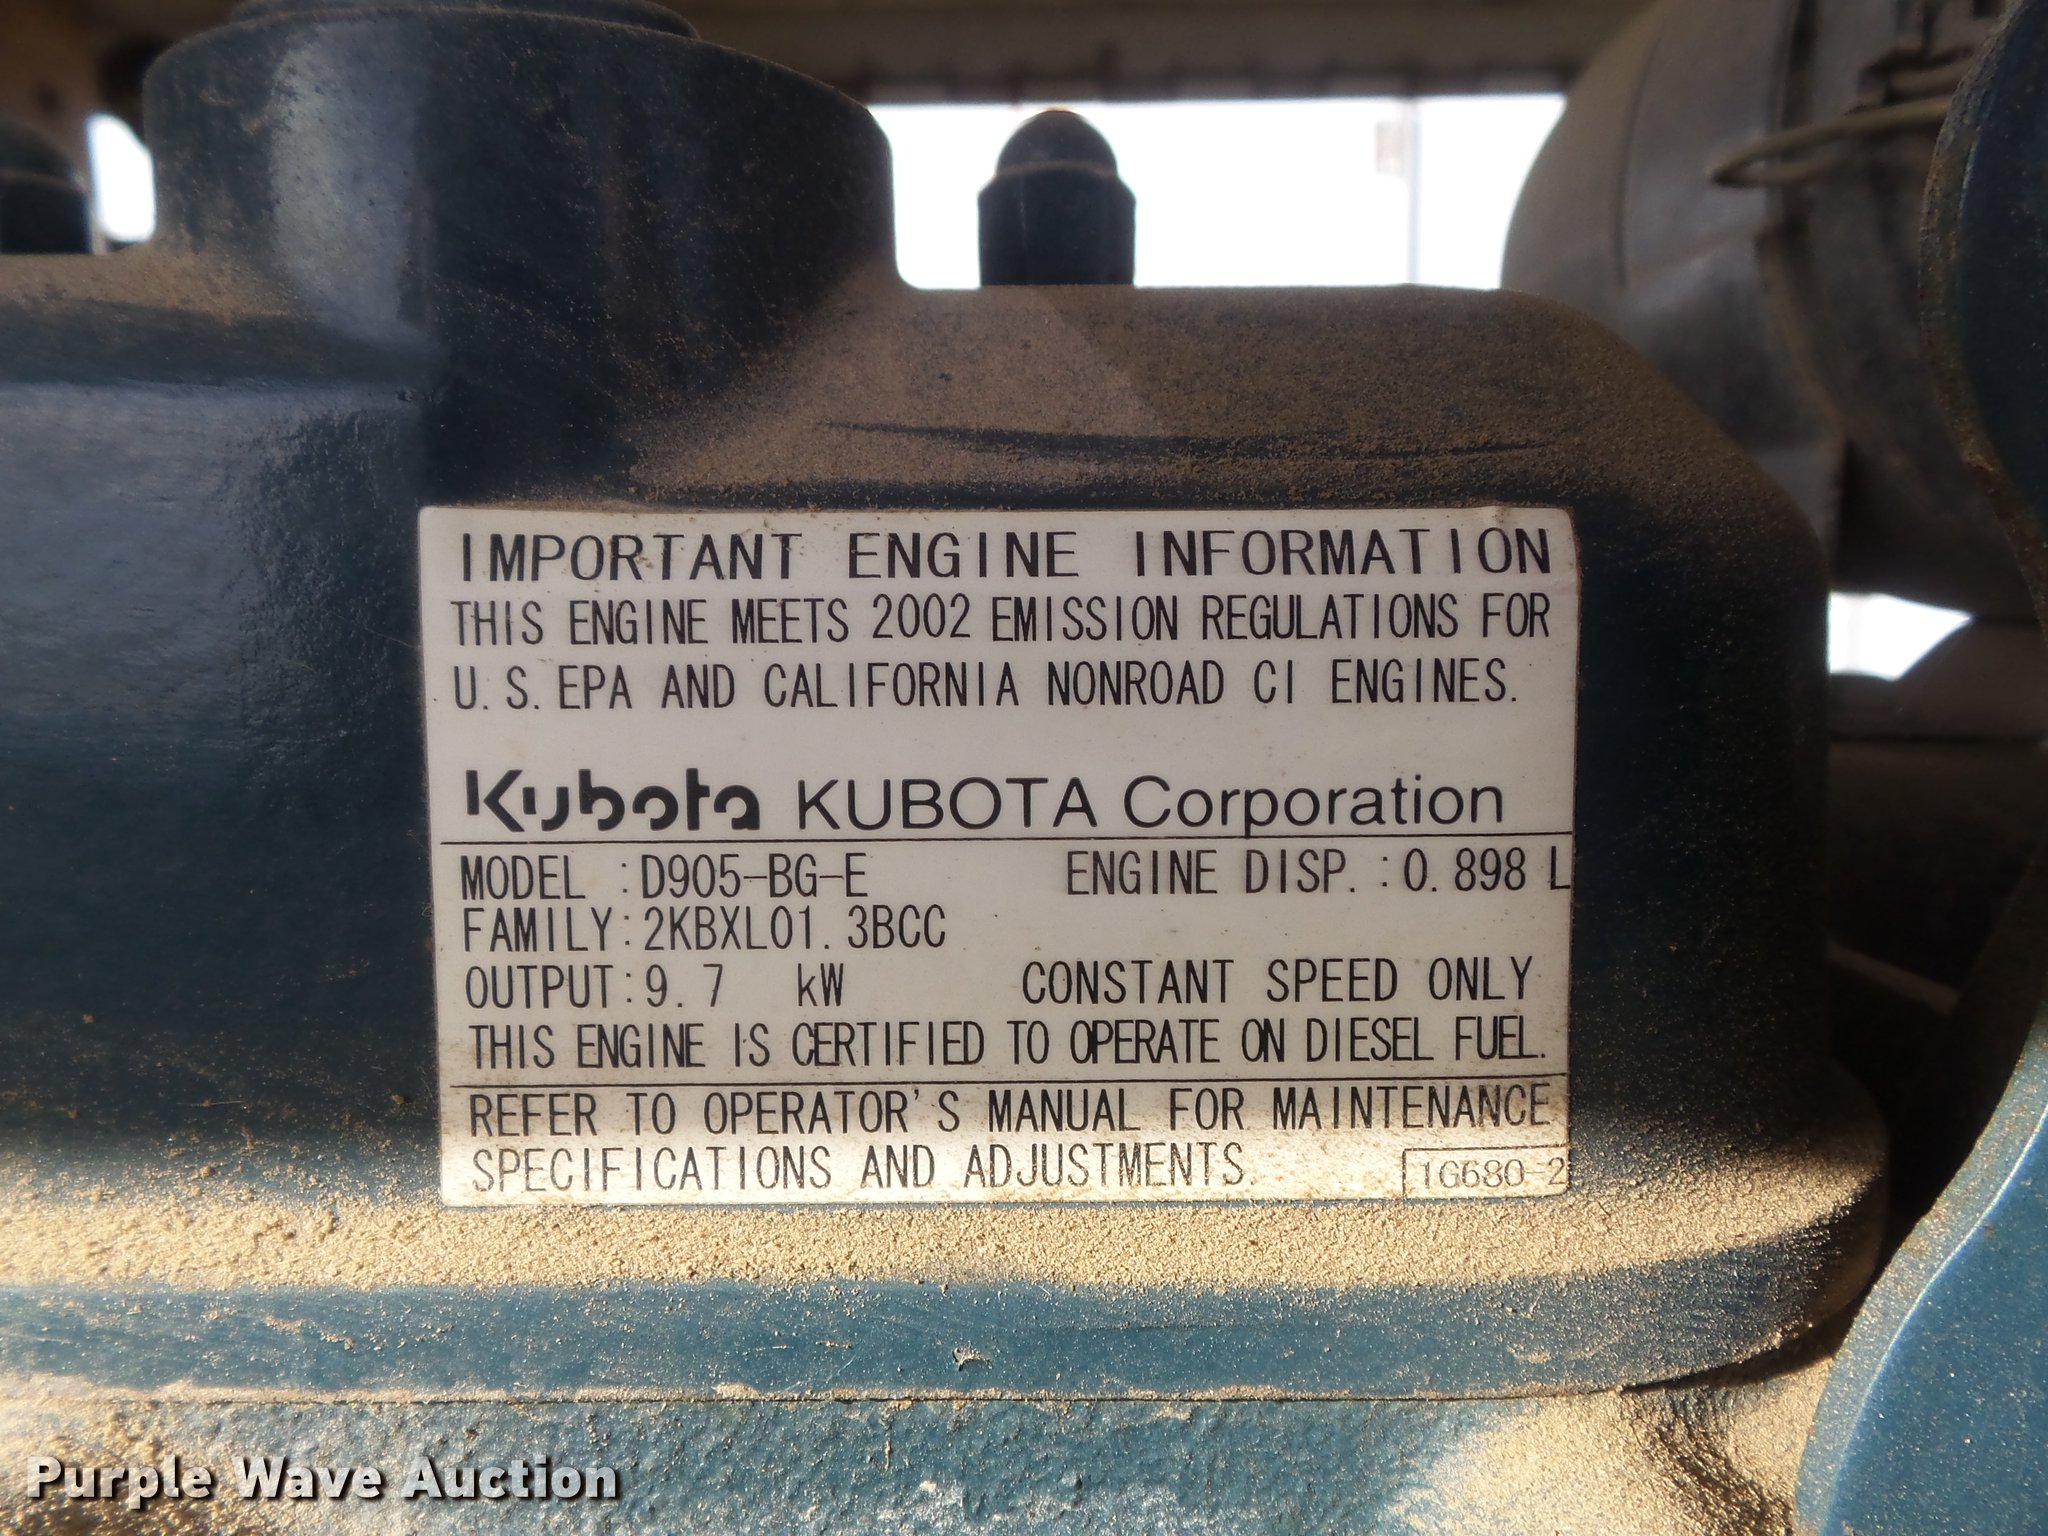 IMPORTANT ENGINE INFORMATION
THIS ENGINE MEETS 2002 EMISSION REGULATIONS FOR
U.S. EPA AND CALIFORNIA NONROAD CI ENGINES.
Kubota KUBOTA Corporation
MODEL :D905-BG-E ENGINE DISP. :0.898 L
FAMILY:2KBXL01.3BCC
OUTPUT:9.7 kW CONSTANT SPEED ONLY
THIS ENGINE IS CERTIFIED TO OPERATE ON DIESEL FUEL.
REFER TO OPERATOR'S MANUAL FOR MAINTENANCE
SPECIFICATIONS AND ADJUSTMENTS.
1G680-2
Purple Wave Auction